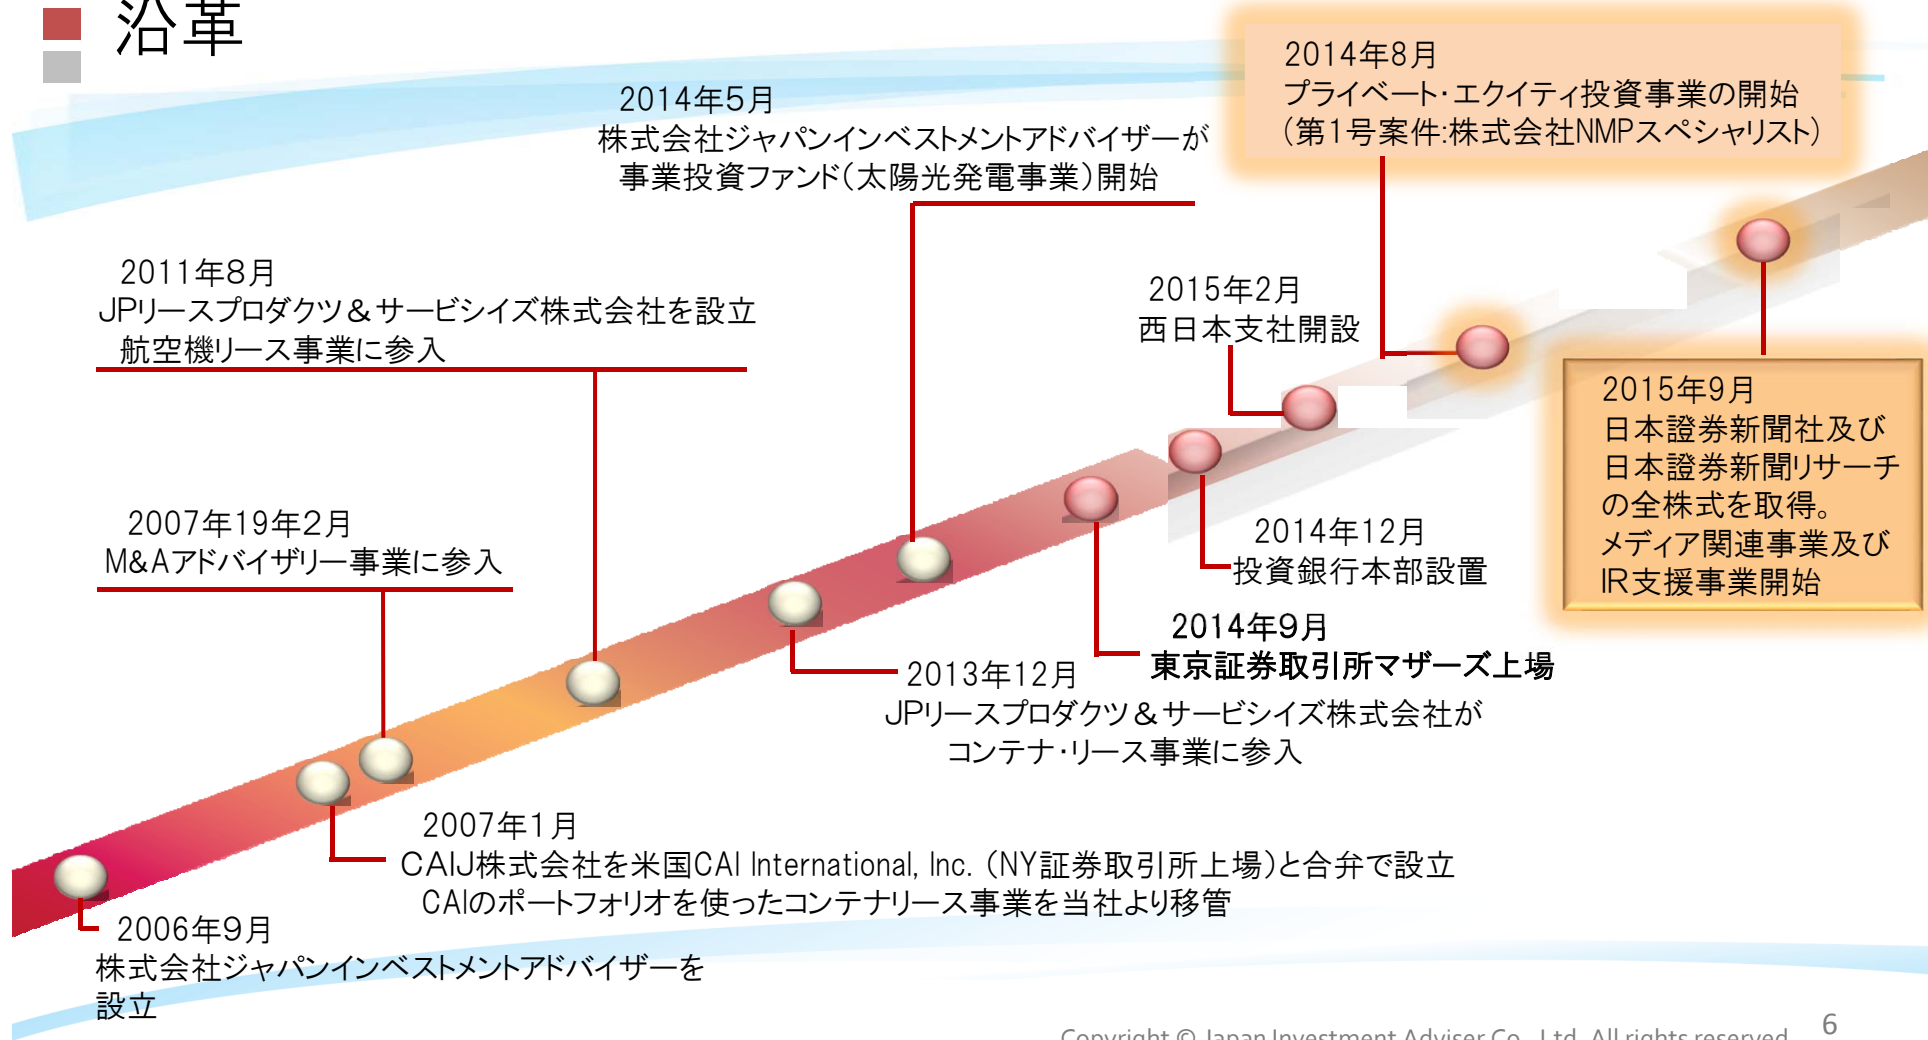 沿革
2014年8月
プライベート・エクイティ投資事業の開始
（第1号案件:株式会社NMPスペシャリスト）
2014年5月
株式会社ジャパンインベストメントアドバイザーが
事業投資ファンド（太陽光発電事業）開始
2011年8月
JPリースプロダクツ＆サービシイズ株式会社を設立
航空機リース事業に参入
2015年2月
西日本支社開設
2015年9月
日本證券新聞社及び
日本證券新聞リサーチ
の全株式を取得。
メディア関連事業及び
IR支援事業開始
2007年19年2月
M&Aアドバイザリー事業に参入
2014年12月
投資銀行本部設置
2014年9月
東京証券取引所マザーズ上場
2013年12月
JPリースプロダクツ＆サービシイズ株式会社が
コンテナ・リース事業に参入
2007年1月
CAIJ株式会社を米国CAI International, Inc.（NY証券取引所上場）と合弁で設立
CAIのポートフォリオを使ったコンテナリース事業を当社より移管
2006年9月
株式会社ジャパンインベストメントアドバイザーを
設立
Copyright © Japan Investment Adviser Co., Ltd. All rights reserved
6